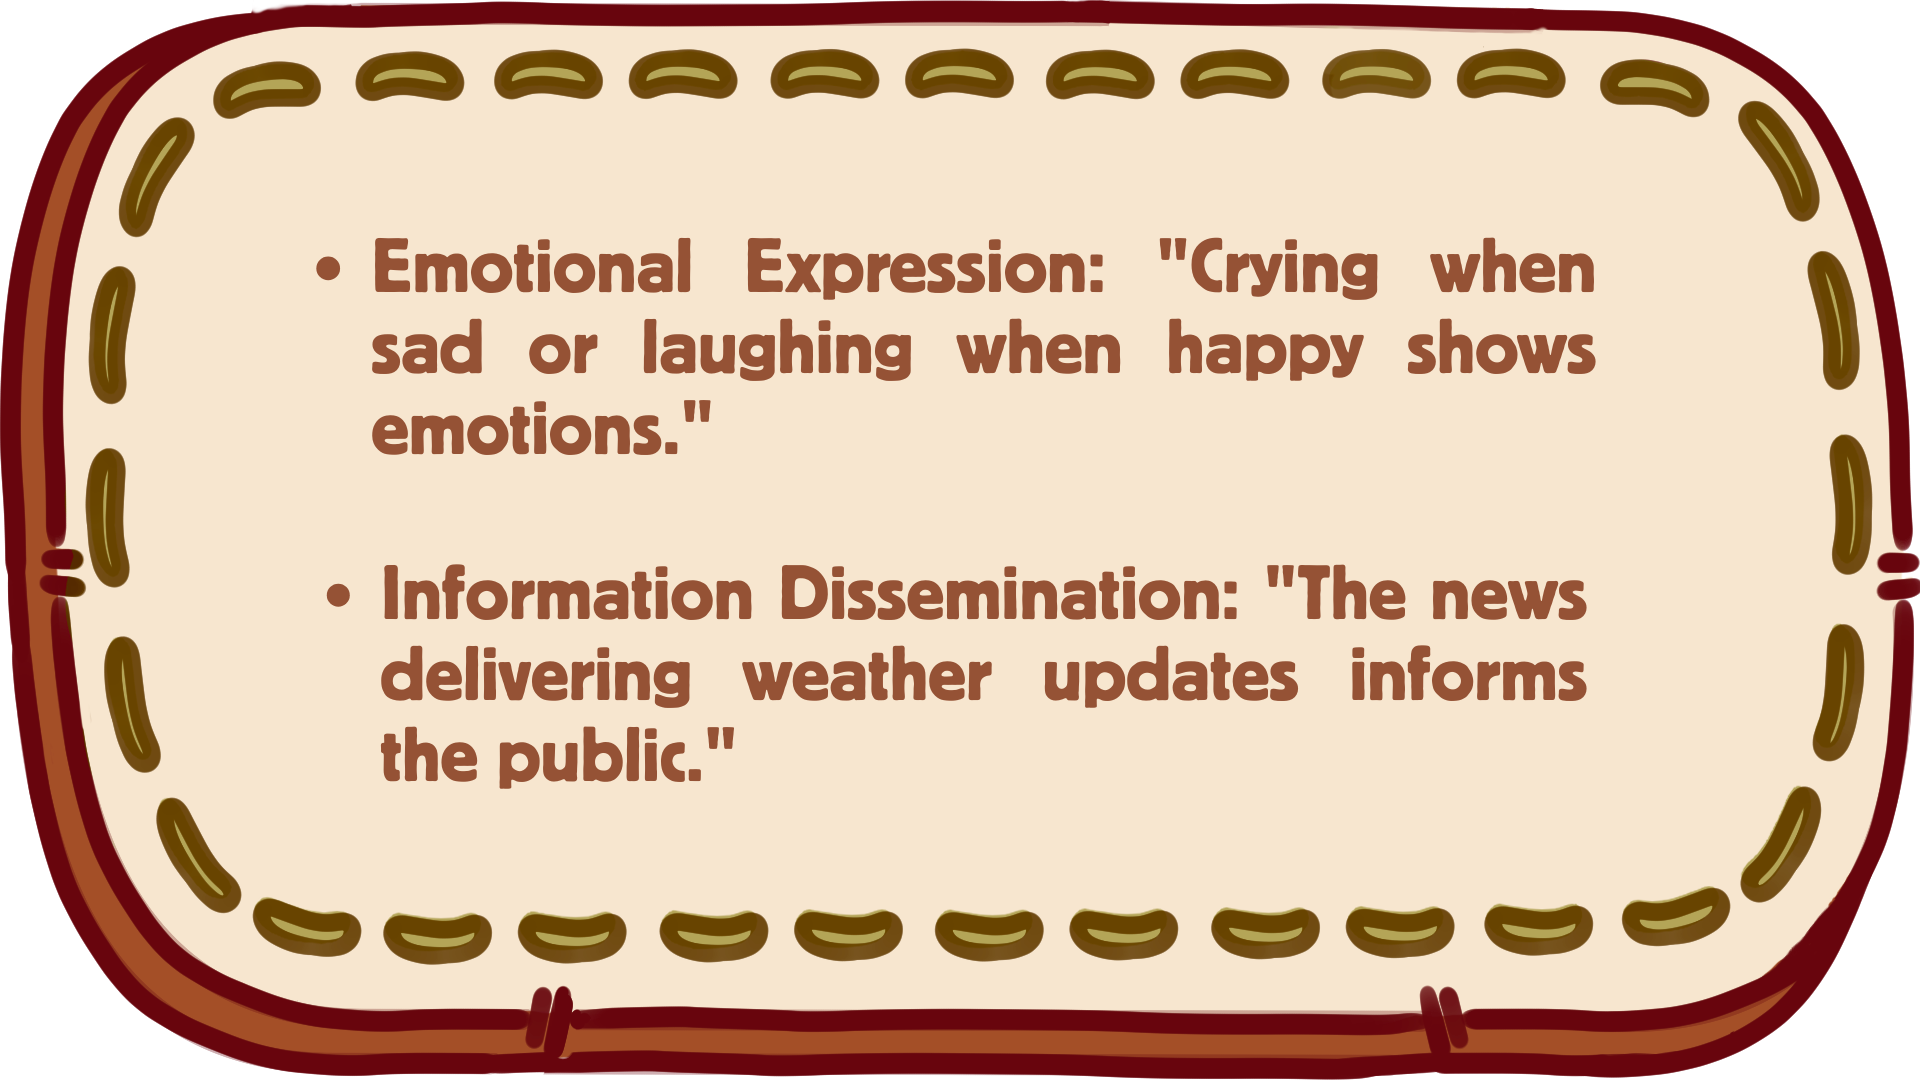 • Emotional Expression: "Crying when
sad or laughing when happy shows
emotions."
• Information Dissemination: "The news
delivering weather updates informs
the public."